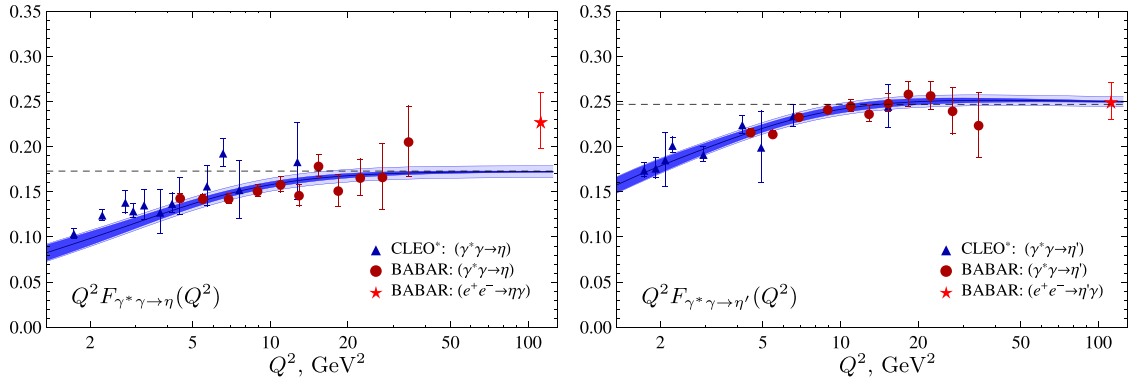 0.35
0.30
0.25
0.20
0.15
0.10
0.05
0.00
CLEO*: (γ*γ→η)
BABAR: (γ*γ→η)
BABAR: (e⁺e⁻→ηγ)
Q²F_{γ*γ→η}(Q²)
2 5 10 20 50 100
Q², GeV²
0.35
0.30
0.25
0.20
0.15
0.10
0.05
0.00
CLEO*: (γ*γ→η')
BABAR: (γ*γ→η')
BABAR: (e⁺e⁻→η'γ)
Q²F_{γ*γ→η′}(Q²)
2 5 10 20 50 100
Q², GeV²